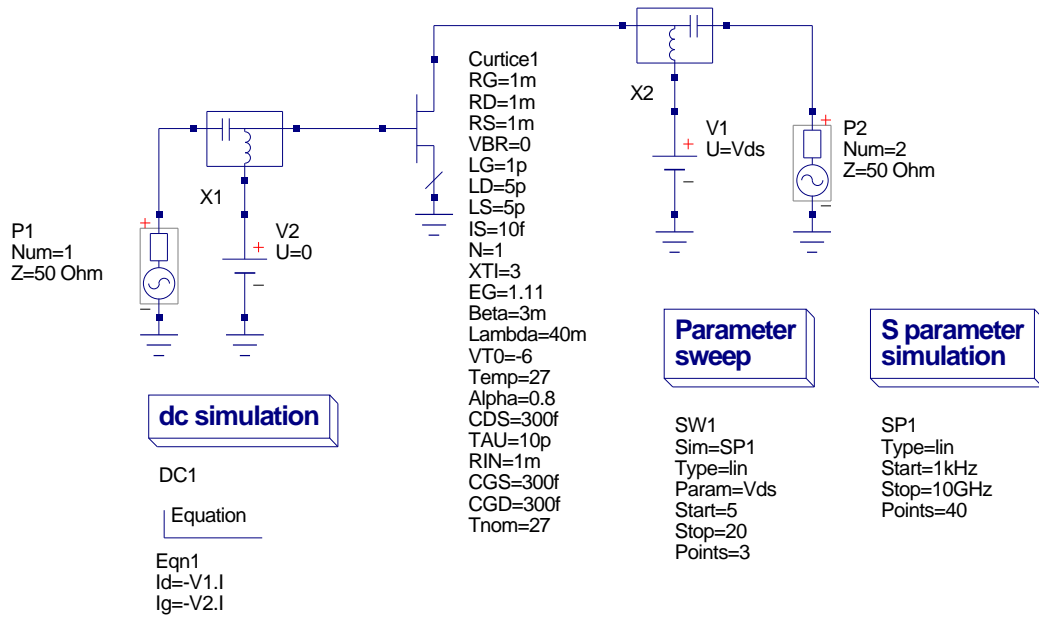 Curtice1
RG=1m
RD=1m
RS=1m
VBR=0
LG=1p
LD=5p
LS=5p
IS=10f
N=1
XTI=3
EG=1.11
Beta=3m
Lambda=40m
VT0=-6
Temp=27
Alpha=0.8
CDS=300f
TAU=10p
RIN=1m
CGS=300f
CGD=300f
Tnom=27
X2
V1
U=Vds
P2
Num=2
Z=50 Ohm
X1
V2
U=0
P1
Num=1
Z=50 Ohm
dc simulation
DC1
Equation
Eqn1
Id=-V1.I
Ig=-V2.I
Parameter
sweep
SW1
Sim=SP1
Type=lin
Param=Vds
Start=5
Stop=20
Points=3
S parameter
simulation
SP1
Type=lin
Start=1kHz
Stop=10GHz
Points=40